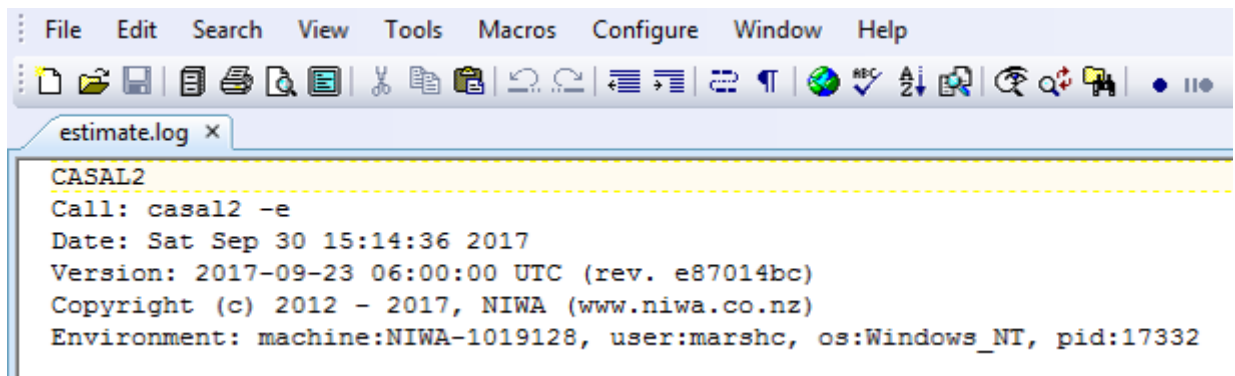 File Edit Search View Tools Macros Configure Window Help
estimate.log
CASAL2
Call: casal2 -e
Date: Sat Sep 30 15:14:36 2017
Version: 2017-09-23 06:00:00 UTC (rev. e87014bc)
Copyright (c) 2012 - 2017, NIWA (www.niwa.co.nz)
Environment: machine:NIWA-1019128, user:marshc, os:Windows_NT, pid:17332